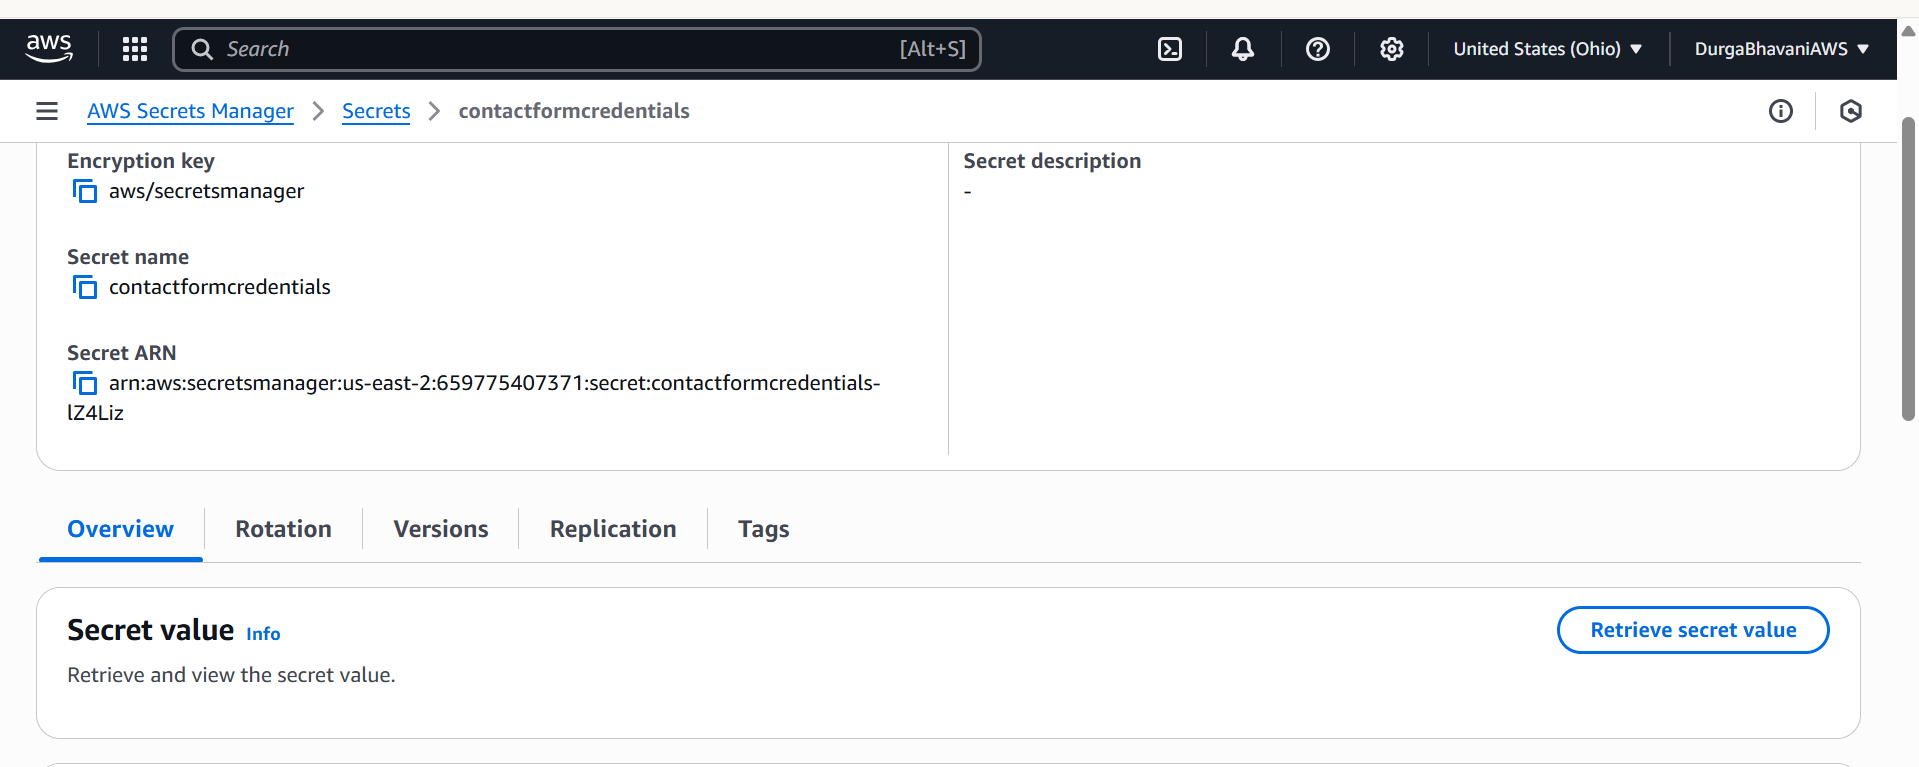 aws
Search
[Alt+S]
United States (Ohio)
DurgaBhavaniAWS
AWS Secrets Manager
Secrets
contactformcredentials
Encryption key
aws/secretsmanager
Secret description
-
Secret name
contactformcredentials
Secret ARN
arn:aws:secretsmanager:us-east-2:659775407371:secret:contactformcredentials-
lZ4Liz
Overview
Rotation
Versions
Replication
Tags
Secret value Info
Retrieve secret value
Retrieve and view the secret value.